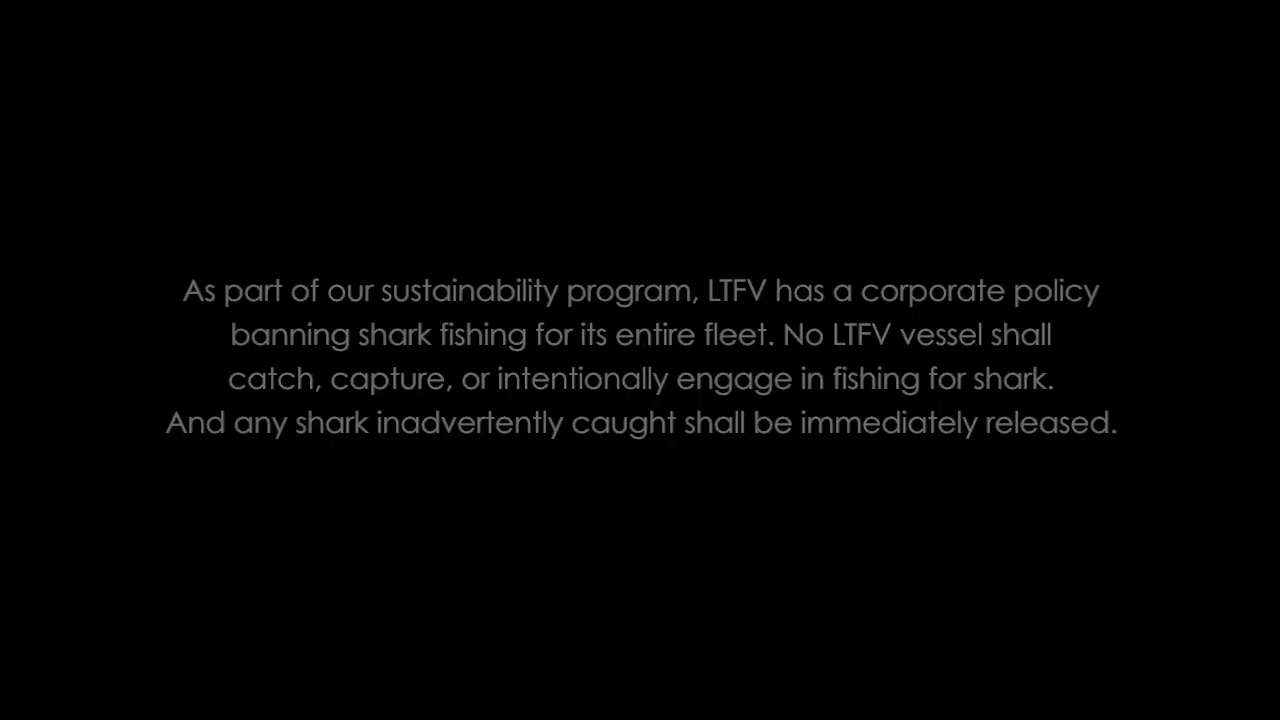 As part of our sustainability program, LTFV has a corporate policy
banning shark fishing for its entire fleet. No LTFV vessel shall
catch, capture, or intentionally engage in fishing for shark.
And any shark inadvertently caught shall be immediately released.